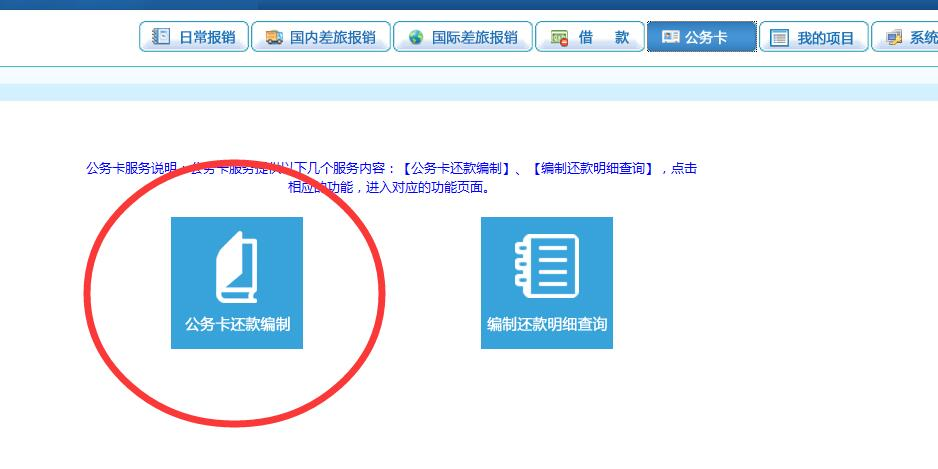 日常报销 国内差旅报销 国际差旅报销 借 款 公务卡 我的项目 系统
公务卡服务说明：公务卡服务提供以下几个服务内容：【公务卡还款编制】、【编制还款明细查询】，点击
相应的功能，进入对应的功能页面。
公务卡还款编制 编制还款明细查询